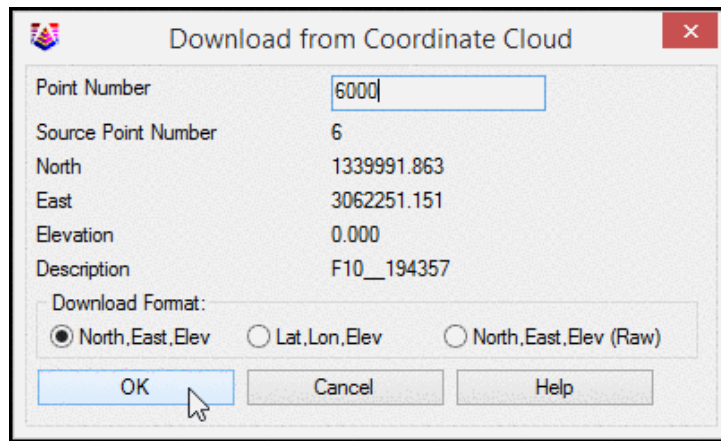 Download from Coordinate Cloud
Point Number 6000
Source Point Number 6
North 1339991.863
East 3062251.151
Elevation 0.000
Description F10__194357
Download Format:
North,East,Elev Lat,Lon,Elev North,East,Elev (Raw)
OK Cancel Help